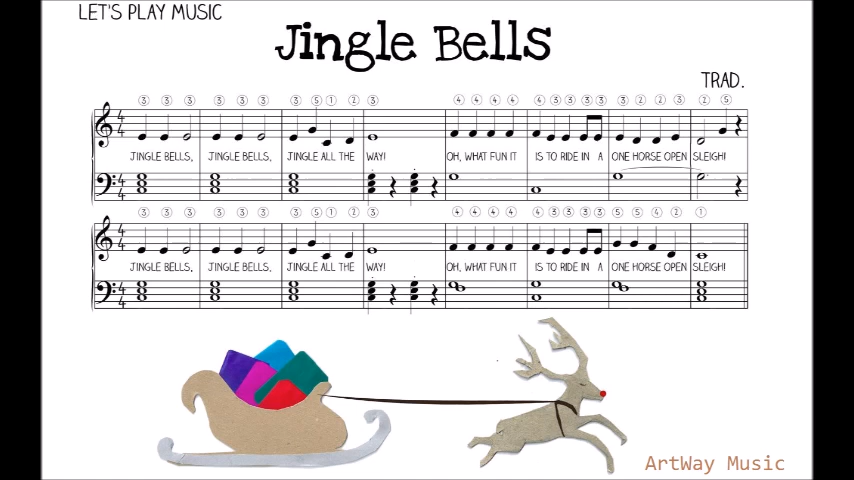 LET'S PLAY MUSIC
Jingle Bells
TRAD.
3 3 3 3 3 3 3 5 1 2 3 4 4 4 4 4 3 3 3 3 3 2 2 3 2 5
JINGLE BELLS, JINGLE BELLS, JINGLE ALL THE WAY! OH, WHAT FUN IT IS TO RIDE IN A ONE HORSE OPEN SLEIGH!
3 3 3 3 3 3 3 5 1 2 3 4 4 4 4 4 3 3 3 3 5 5 4 2 1
JINGLE BELLS, JINGLE BELLS, JINGLE ALL THE WAY! OH, WHAT FUN IT IS TO RIDE IN A ONE HORSE OPEN SLEIGH!
ArtWay Music